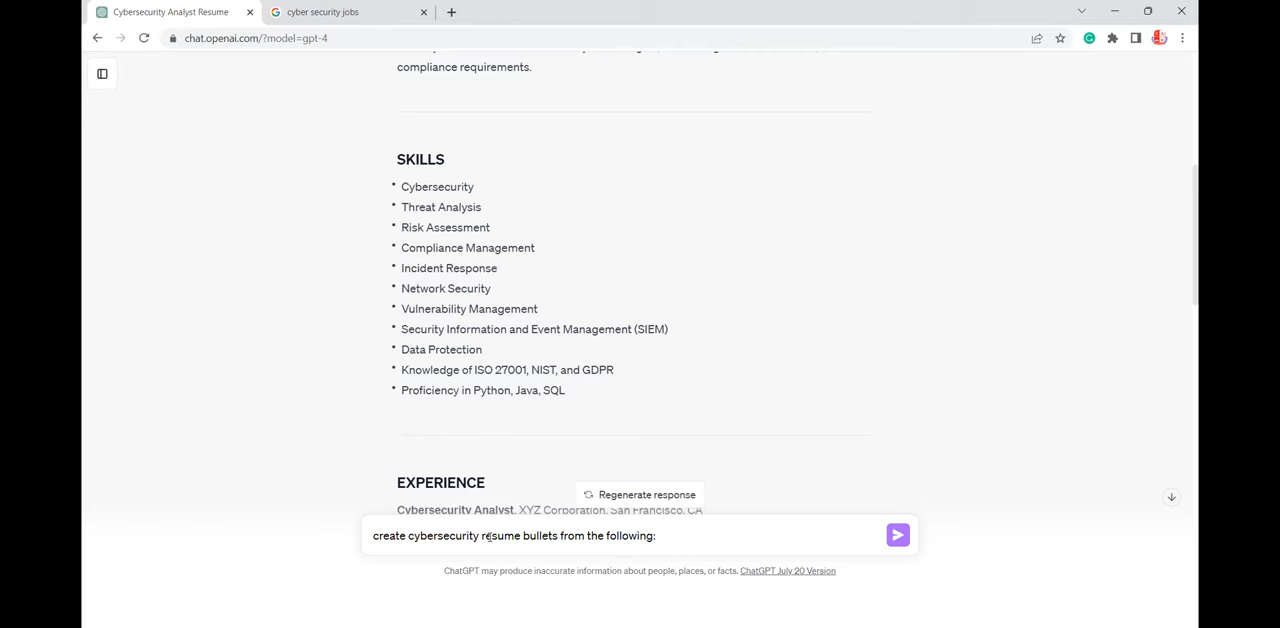 Cybersecurity Analyst Resume
cyber security jobs
chat.openai.com/?model=gpt-4
compliance requirements.
SKILLS
Cybersecurity
Threat Analysis
Risk Assessment
Compliance Management
Incident Response
Network Security
Vulnerability Management
Security Information and Event Management (SIEM)
Data Protection
Knowledge of ISO 27001, NIST, and GDPR
Proficiency in Python, Java, SQL
EXPERIENCE
Regenerate response
Cybersecurity Analyst, XYZ Corporation, San Francisco, CA
create cybersecurity resume bullets from the following:
ChatGPT may produce inaccurate information about people, places, or facts. ChatGPT July 20 Version